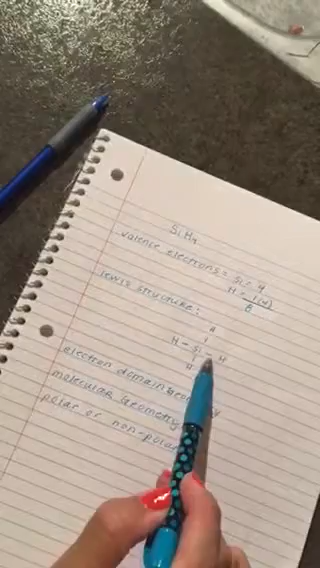 SiH4
valence electrons = Si = 4
H = 1(4)
8
lewis structure:
H
H - Si - H
H
electron domain geo
molecular geometry
polar or non-polar